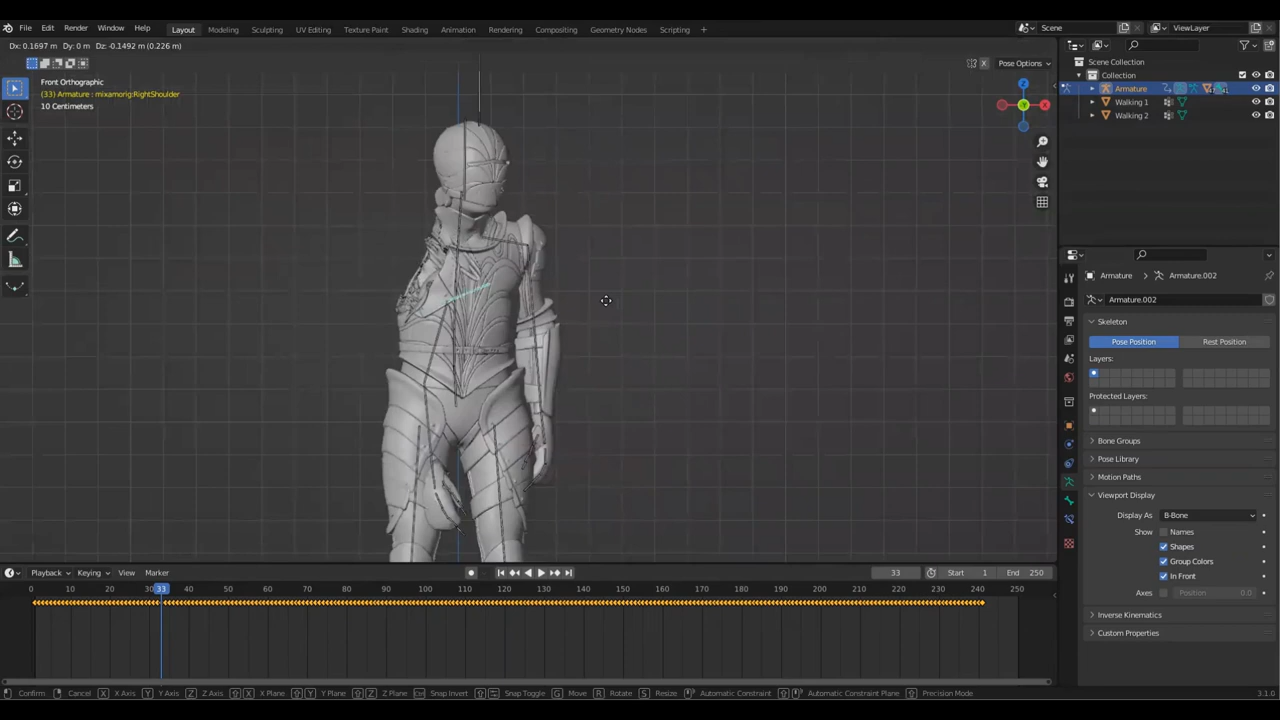 File Edit Render Window Help
Layout Modeling Sculpting UV Editing Texture Paint Shading Animation Rendering Compositing Geometry Nodes Scripting +
Scene
ViewLayer
Dx: 0.1697 m Dy: 0 m Dz: -0.1492 m (0.226 m)
X
Pose Options
Front Orthographic
(33) Armature : mixamorig:RightShoulder
10 Centimeters
Z
Y
X
Scene Collection
Collection
Armature
Walking 1
Walking 2
Armature
Armature.002
Armature.002
Skeleton
Pose Position
Rest Position
Layers:
Protected Layers:
Bone Groups
Pose Library
Motion Paths
Viewport Display
Display As B-Bone
Show Names
Shapes
Group Colors
In Front
Axes Position 0.0
Inverse Kinematics
Custom Properties
Playback Keying View Marker
33
Start 1
End 250
0 10 20 30 33 40 50 60 70 80 90 100 110 120 130 140 150 160 170 180 190 200 210 220 230 240 250
Confirm Cancel X X Axis Y Y Axis Z Z Axis X X Plane Y Y Plane Z Z Plane Snap Invert Snap Toggle G Move R Rotate S Resize Automatic Constraint Automatic Constraint Plane Precision Mode
3.1.0